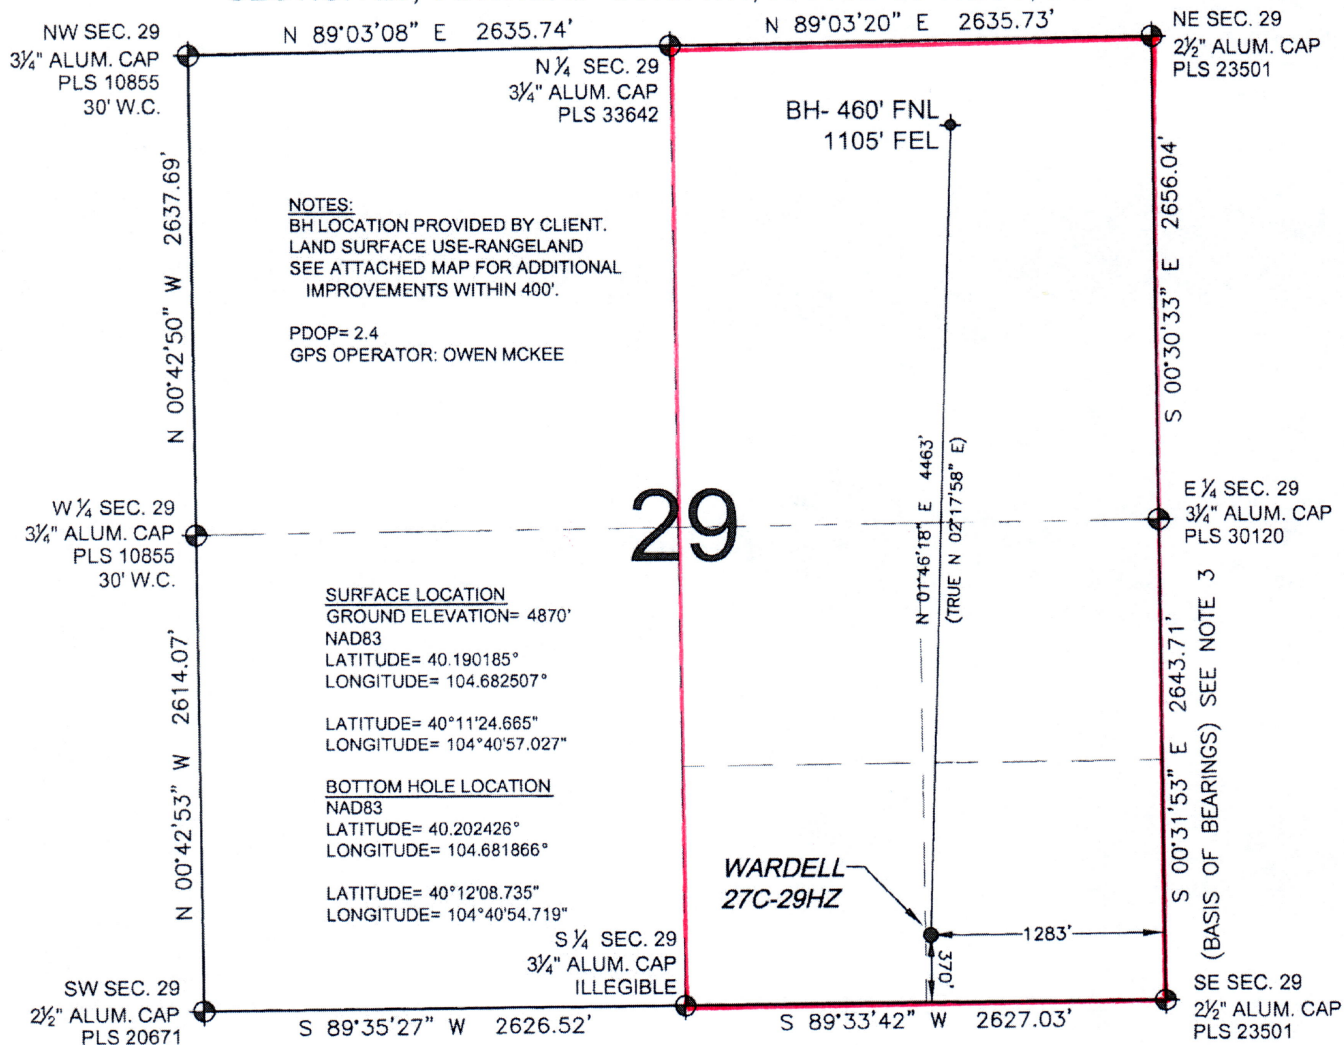 N 89°03'08" E 2635.74'
N 89°03'20" E 2635.73'
NW SEC. 29
3¼" ALUM. CAP
PLS 10855
30' W.C.
N ¼ SEC. 29
3¼" ALUM. CAP
PLS 33642
NE SEC. 29
2½" ALUM. CAP
PLS 23501
BH- 460' FNL
1105' FEL
N 00°42'50" W 2637.69'
NOTES:
BH LOCATION PROVIDED BY CLIENT.
LAND SURFACE USE-RANGELAND
SEE ATTACHED MAP FOR ADDITIONAL
IMPROVEMENTS WITHIN 400'.
PDOP= 2.4
GPS OPERATOR: OWEN MCKEE
S 00°30'33" E 2656.04'
N 01°46'18" E 4463'
(TRUE N 02°17'58" E)
W ¼ SEC. 29
3¼" ALUM. CAP
PLS 10855
30' W.C.
29
E ¼ SEC. 29
3¼" ALUM. CAP
PLS 30120
N 00°42'53" W 2614.07'
SURFACE LOCATION
GROUND ELEVATION= 4870'
NAD83
LATITUDE= 40.190185°
LONGITUDE= 104.682507°
LATITUDE= 40°11'24.665"
LONGITUDE= 104°40'57.027"
BOTTOM HOLE LOCATION
NAD83
LATITUDE= 40.202426°
LONGITUDE= 104.681866°
LATITUDE= 40°12'08.735"
LONGITUDE= 104°40'54.719"
S 00°31'53" E 2643.71'
(BASIS OF BEARINGS) SEE NOTE 3
WARDELL
27C-29HZ
1283'
370'
S ¼ SEC. 29
3¼" ALUM. CAP
ILLEGIBLE
SW SEC. 29
2½" ALUM. CAP
PLS 20671
SE SEC. 29
2½" ALUM. CAP
PLS 23501
S 89°35'27" W 2626.52'
S 89°33'42" W 2627.03'